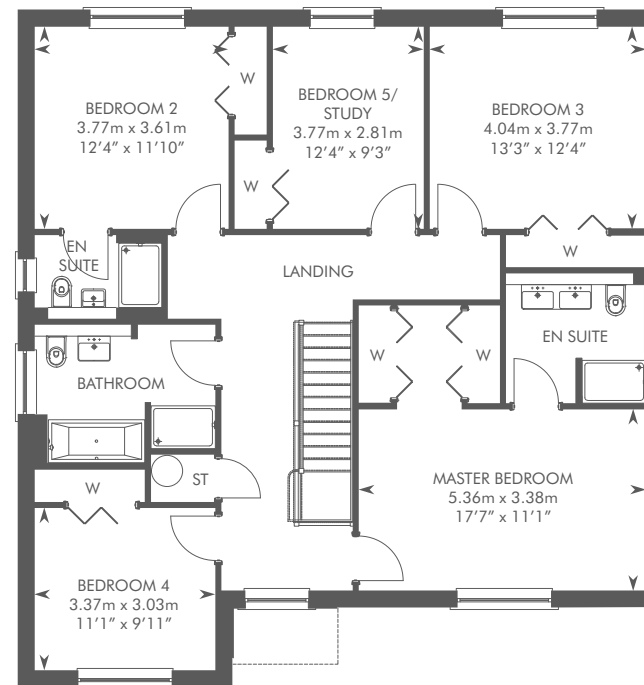 BEDROOM 2
3.77m x 3.61m
12’4” x 11’10”
W
W
BEDROOM 5/
STUDY
3.77m x 2.81m
12’4” x 9’3”
BEDROOM 3
4.04m x 3.77m
13’3” x 12’4”
W
EN
SUITE
LANDING
W
W
EN SUITE
BATHROOM
W
ST
MASTER BEDROOM
5.36m x 3.38m
17’7” x 11’1”
BEDROOM 4
3.37m x 3.03m
11’1” x 9’11”